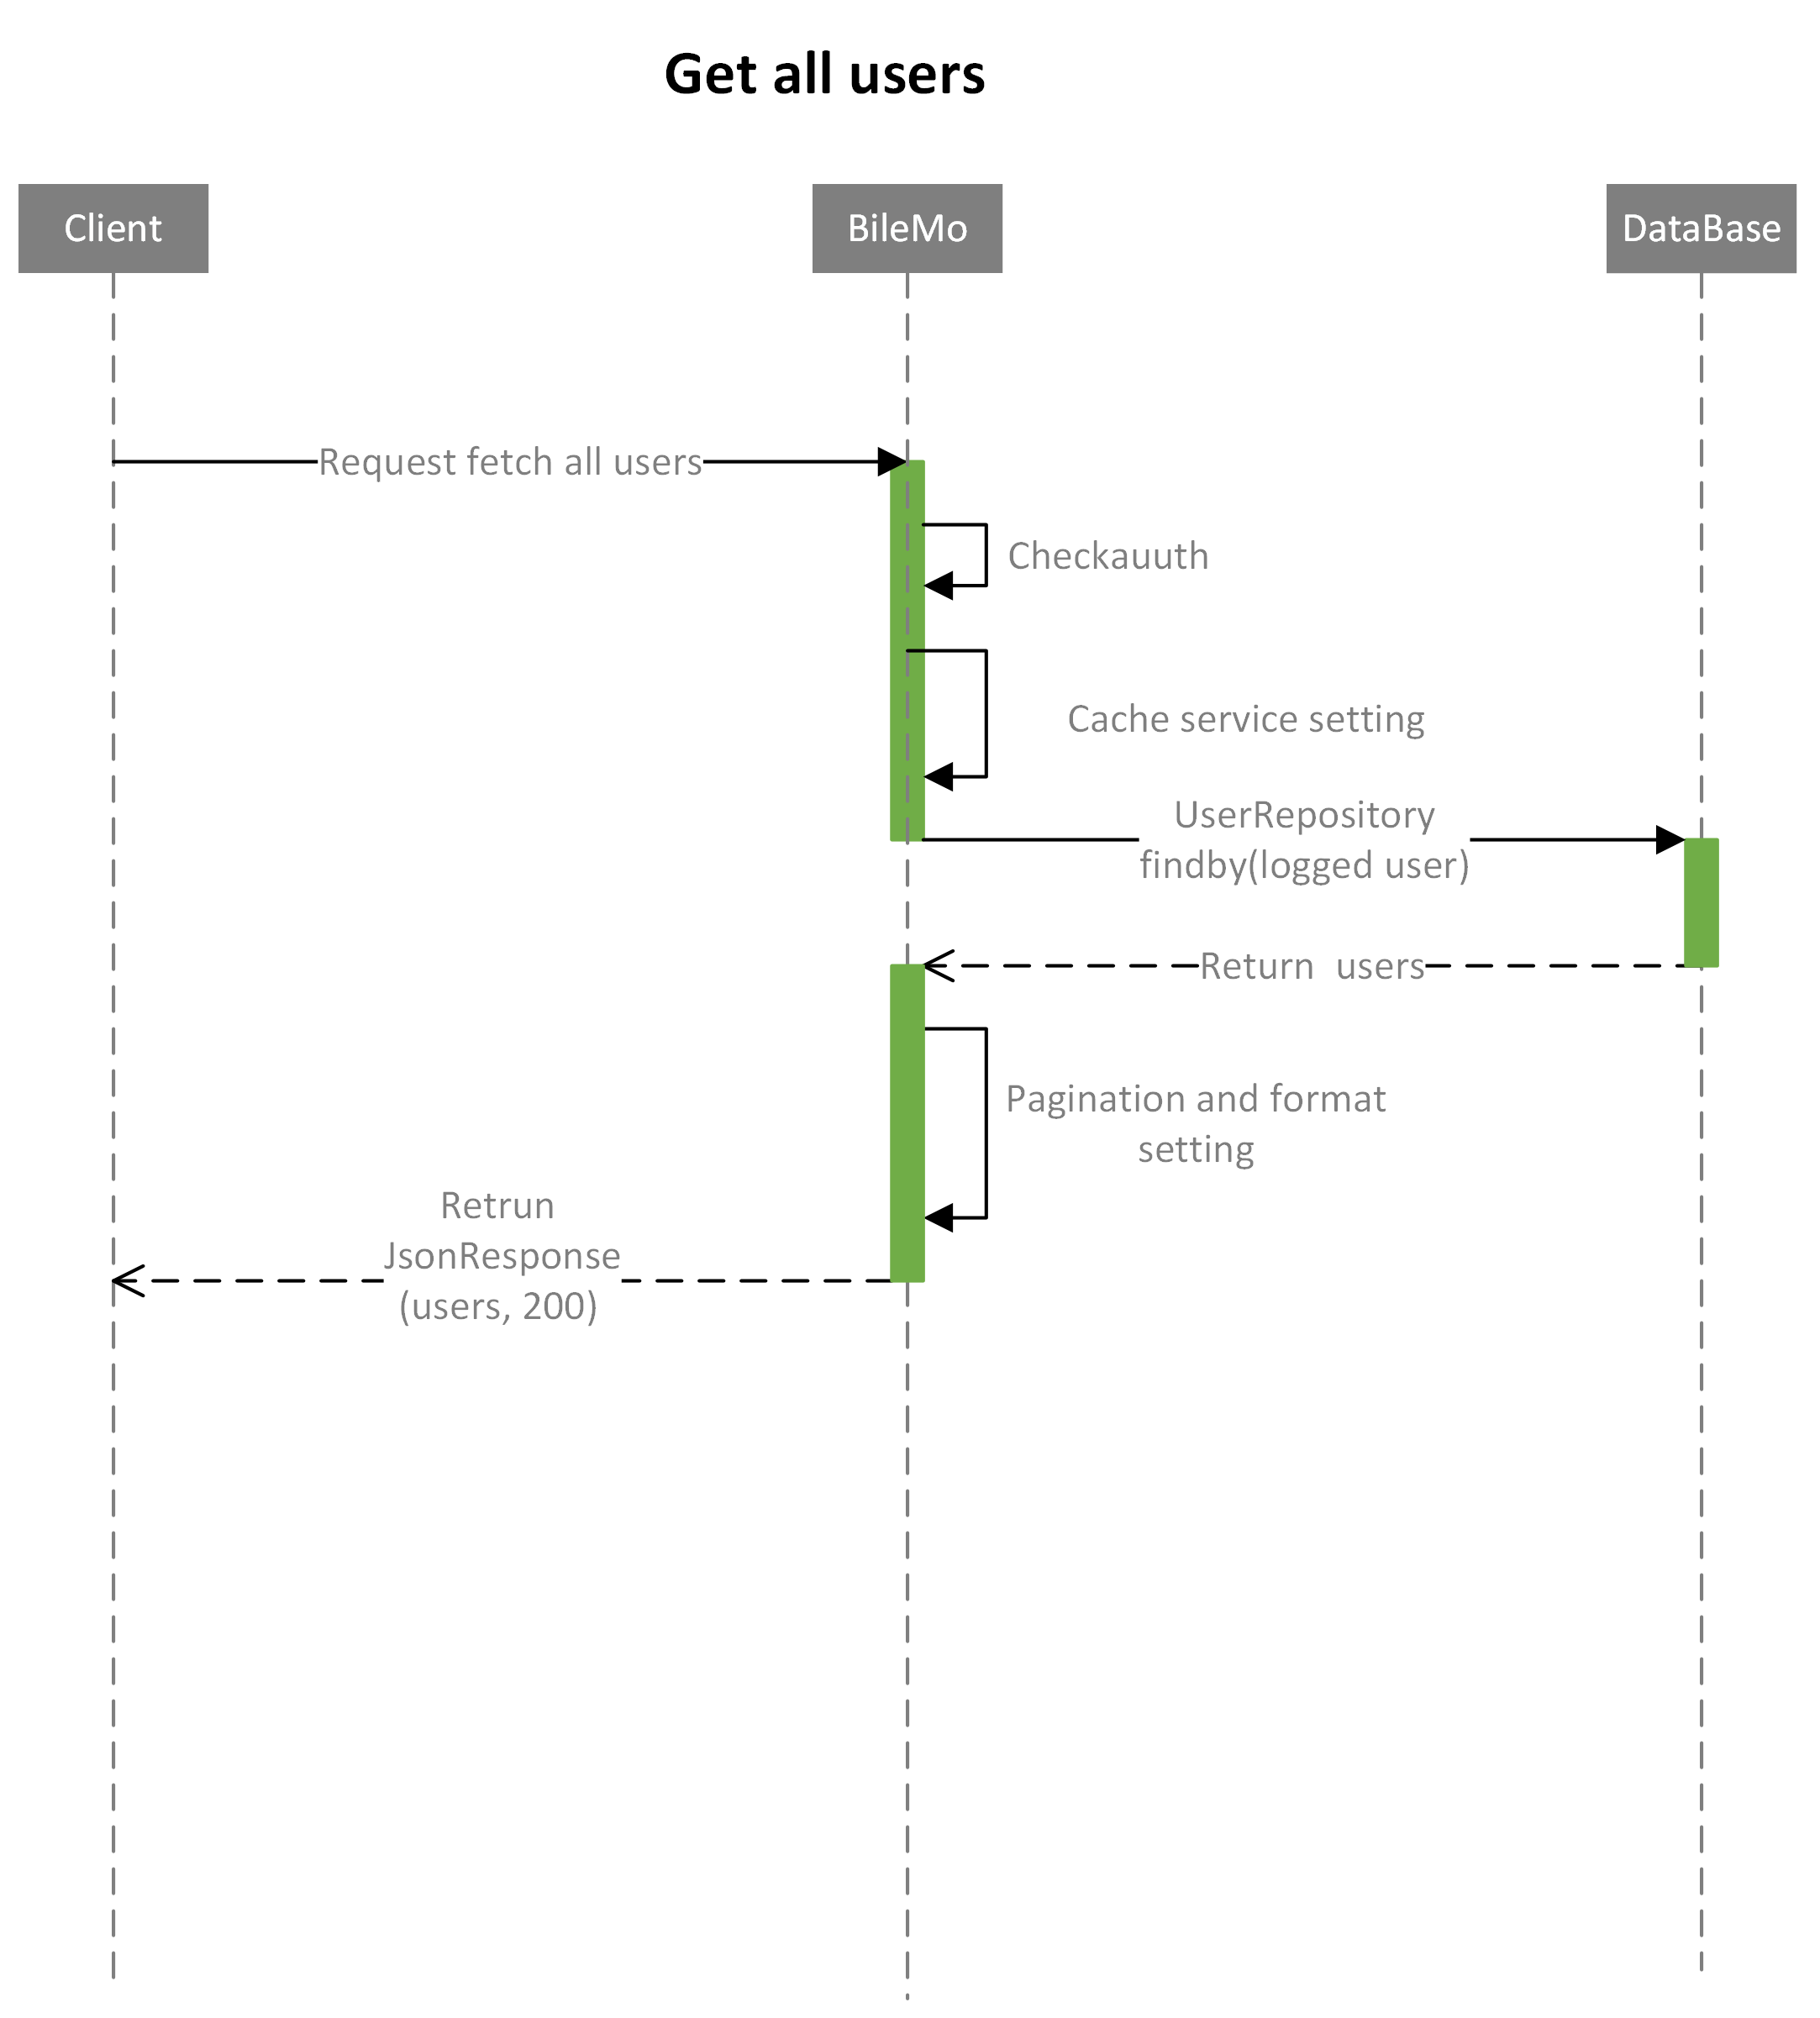 Get all users
Client
BileMo
DataBase
Request fetch all users
Checkauuth
Cache service setting
UserRepository
findby(logged user)
Return  users
Pagination and format
setting
Retrun
JsonResponse
(users, 200)